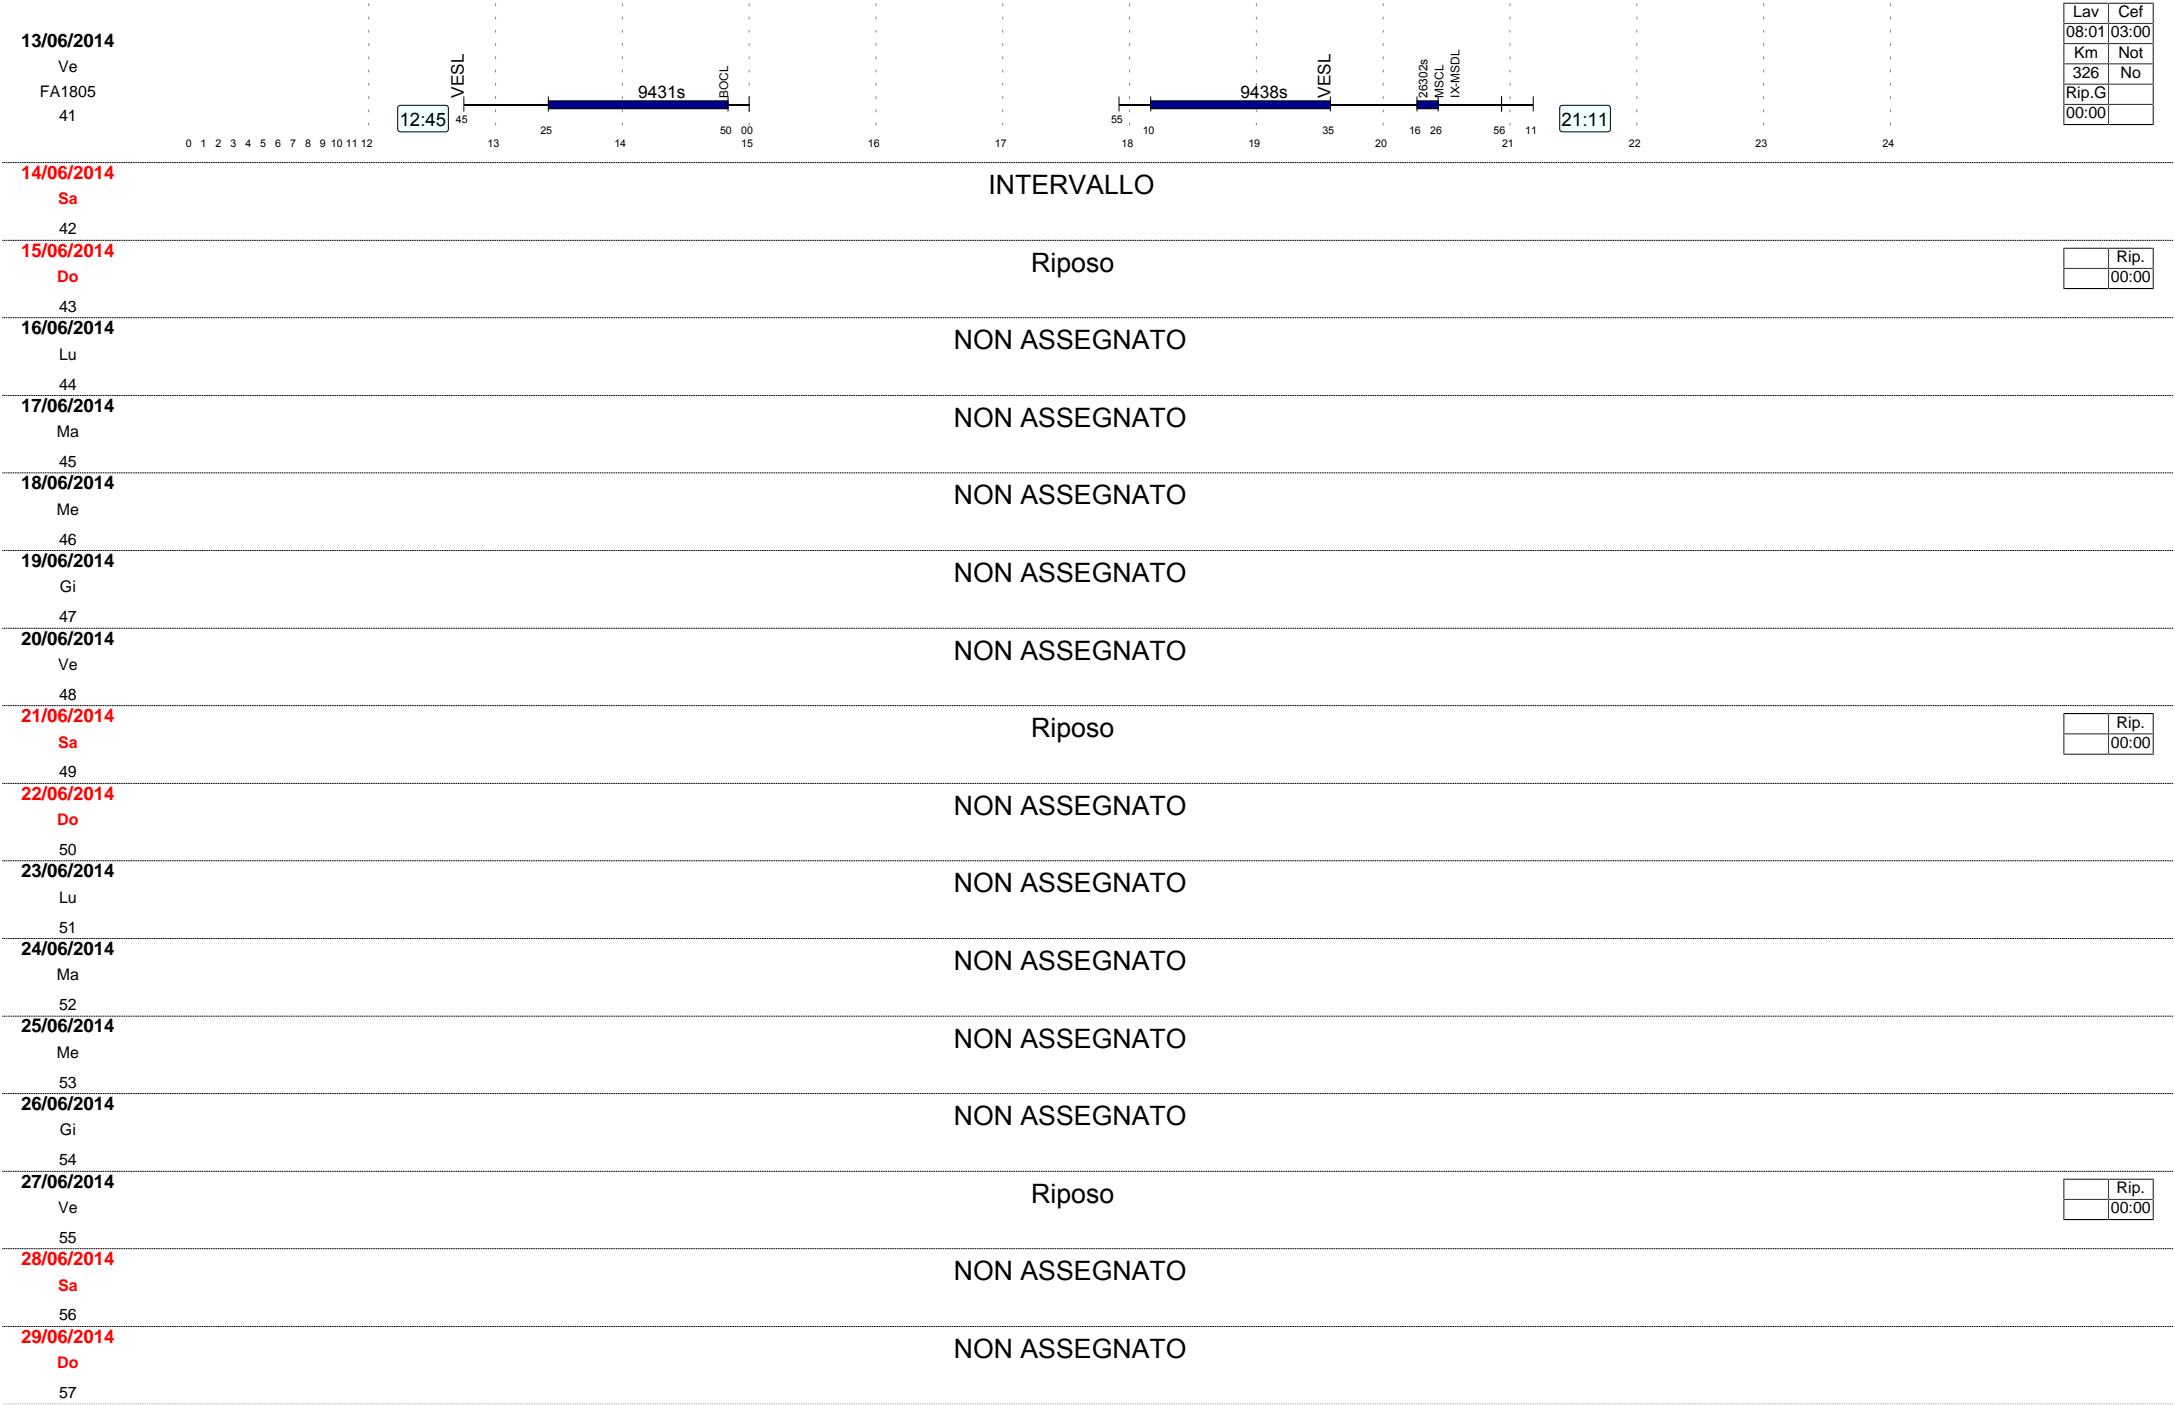 Lav Cef
13/06/2014 08:01 03:00
Ve VESL BOCL VESL 26302s MSCL IX-MSDL Km Not
326 No
FA1805 9431s 9438s Rip.G
41 12:45 45 21:11 00:00
25 50 00 55 10 35 16 26 56 11
0 1 2 3 4 5 6 7 8 9 10 11 12 13 14 15 16 17 18 19 20 21 22 23 24
14/06/2014
Sa INTERVALLO
42
15/06/2014
Do Riposo Rip.
00:00
43
16/06/2014
Lu NON ASSEGNATO
44
17/06/2014
Ma NON ASSEGNATO
45
18/06/2014
Me NON ASSEGNATO
46
19/06/2014
Gi NON ASSEGNATO
47
20/06/2014
Ve NON ASSEGNATO
48
21/06/2014
Sa Riposo Rip.
00:00
49
22/06/2014
Do NON ASSEGNATO
50
23/06/2014
Lu NON ASSEGNATO
51
24/06/2014
Ma NON ASSEGNATO
52
25/06/2014
Me NON ASSEGNATO
53
26/06/2014
Gi NON ASSEGNATO
54
27/06/2014
Ve Riposo Rip.
00:00
55
28/06/2014
Sa NON ASSEGNATO
56
29/06/2014
Do NON ASSEGNATO
57